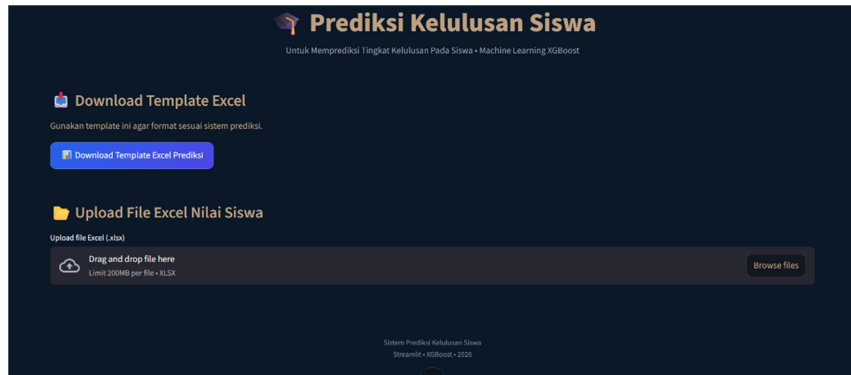 Prediksi Kelulusan Siswa
Untuk Memprediksi Tingkat Kelulusan Pada Siswa • Machine Learning XGBoost
Download Template Excel
Gunakan template ini agar format sesuai sistem prediksi.
Download Template Excel Prediksi
Upload File Excel Nilai Siswa
Upload file Excel (.xlsx)
Drag and drop file here
Limit 200MB per file • XLSX
Browse files
Sistem Prediksi Kelulusan Siswa
Streamlit • XGBoost • 2026